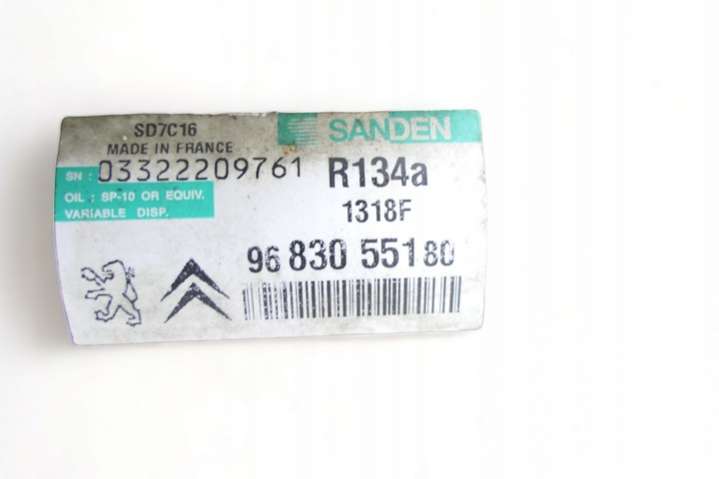 SD7C16
MADE IN FRANCE
SN : 03322209761
OIL : SP-10 OR EQUIV.
VARIABLE DISP.
SANDEN
R134a
1318F
96 830 551 80